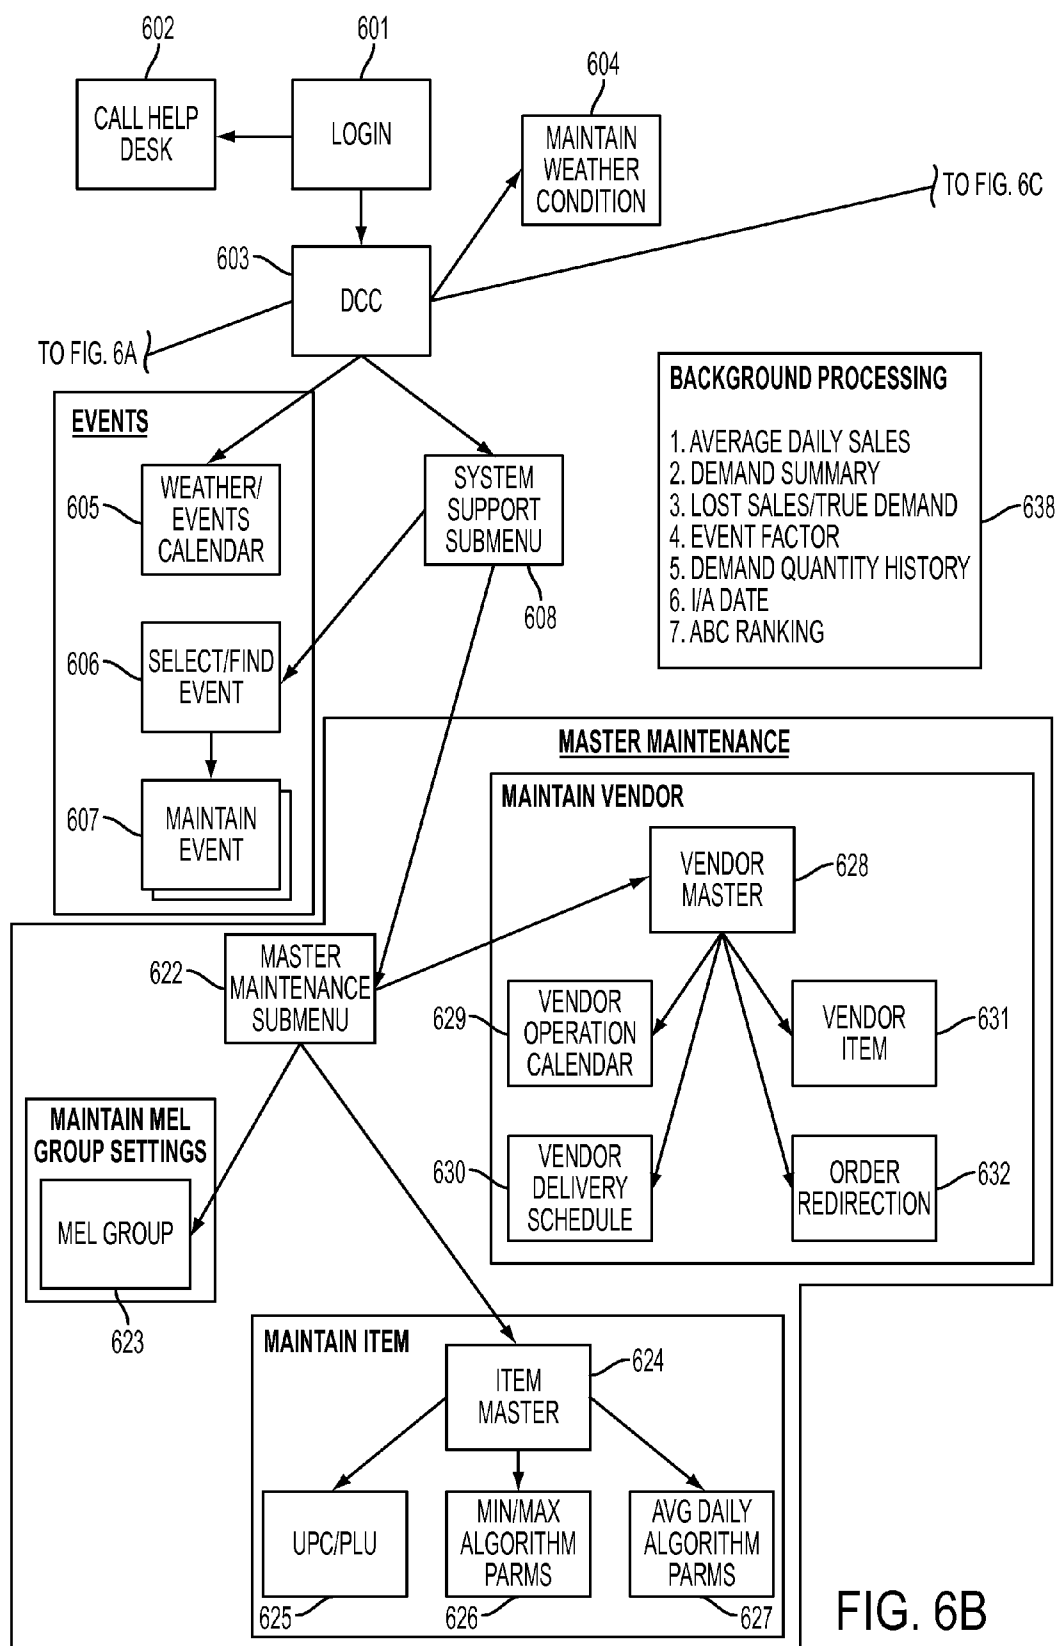 602
601
604
CALL HELP
DESK
LOGIN
MAINTAIN
WEATHER
CONDITION
TO FIG. 6C
603
DCC
TO FIG. 6A
EVENTS
605
WEATHER/
EVENTS
CALENDAR
SYSTEM
SUPPORT
SUBMENU
608
BACKGROUND PROCESSING
1. AVERAGE DAILY SALES
2. DEMAND SUMMARY
3. LOST SALES/TRUE DEMAND
4. EVENT FACTOR
5. DEMAND QUANTITY HISTORY
6. I/A DATE
7. ABC RANKING
638
606
SELECT/FIND
EVENT
607
MAINTAIN
EVENT
MASTER MAINTENANCE
MAINTAIN VENDOR
VENDOR
MASTER
628
622
MASTER
MAINTENANCE
SUBMENU
629
VENDOR
OPERATION
CALENDAR
VENDOR
ITEM
631
630
VENDOR
DELIVERY
SCHEDULE
ORDER
REDIRECTION
632
MAINTAIN MEL
GROUP SETTINGS
MEL GROUP
623
MAINTAIN ITEM
ITEM
MASTER
624
UPC/PLU
625
MIN/MAX
ALGORITHM
PARMS
626
AVG DAILY
ALGORITHM
PARMS
627
FIG. 6B